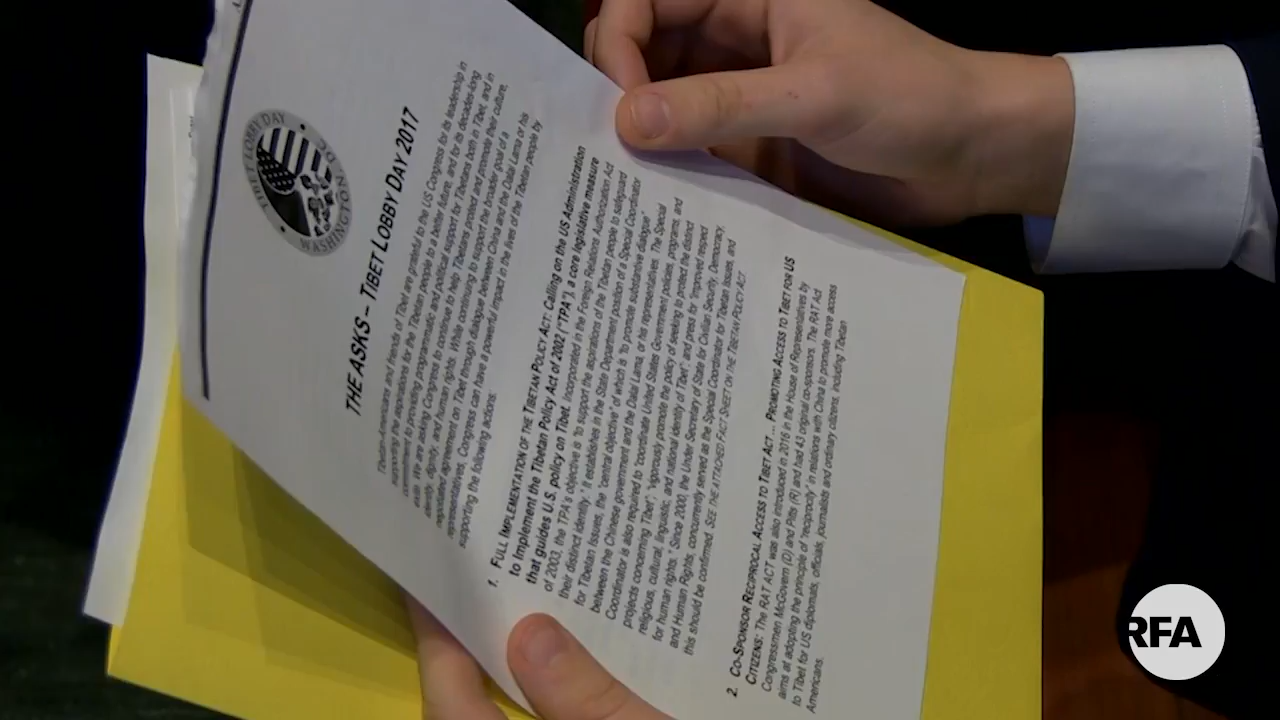 TIBET LOBBY DAY
WASHINGTON, D.C.
THE ASKS – TIBET LOBBY DAY 2017
Tibetan-Americans and friends of Tibet are grateful to the US Congress for its leadership in
supporting the aspirations for the Tibetan people to a better future, and for its decades-long
commitment to providing programmatic and political support for Tibetans both in Tibet, and in
exile. We are asking Congress to continue to help Tibetans protect and promote their culture,
identity, dignity, and human rights. While continuing to support the broader goal of a
negotiated agreement on Tibet through dialogue between China and the Dalai Lama or his
representatives, Congress can have a powerful impact in the lives of the Tibetan people by
supporting the following actions:
1. FULL IMPLEMENTATION OF THE TIBETAN POLICY ACT: Calling on the US Administration
to implement the Tibetan Policy Act of 2002 ("TPA"), a core legislative measure
that guides U.S. policy on Tibet. Incorporated in the Foreign Relations Authorization Act
of 2003, the TPA's objective is "to support the aspirations of the Tibetan people to safeguard
their distinct identity." It establishes in the State Department position of a Special Coordinator
for Tibetan Issues, the "central objective" of which is "to promote substantive dialogue"
between the Chinese government and the Dalai Lama, or his representatives. The Special
Coordinator is also required to "coordinate United States Government policies, programs, and
projects concerning Tibet"; "vigorously promote the policy of seeking to protect the distinct
religious, cultural, linguistic, and national identity of Tibet"; and press for "improved respect
for human rights." Since 2000, the Under Secretary of State for Civilian Security, Democracy,
and Human Rights, concurrently served as the Special Coordinator for Tibetan Issues, and
this should be confirmed. SEE THE ATTACHED FACT SHEET ON THE TIBETAN POLICY ACT
2. CO-SPONSOR RECIPROCAL ACCESS TO TIBET ACT... PROMOTING ACCESS TO TIBET FOR US
CITIZENS: The RAT ACT was also introduced in 2016 in the House of Representatives by
Congressmen McGovern (D) and Pitts (R) and had 43 original co-sponsors. The RAT Act
aims at adopting the principle of "reciprocity" in relations with China to promote more access
to Tibet for US diplomats, officials, journalists and ordinary citizens, including Tibetan
Americans.
RFA